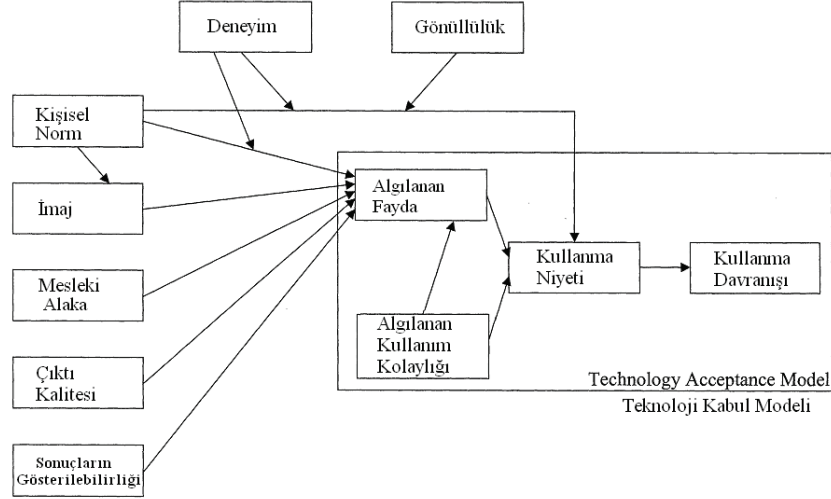 Deneyim
Gönüllülük
Kişisel
Norm
İmaj
Algılanan
Fayda
Mesleki
Alaka
Kullanma
Niyeti
Kullanma
Davranışı
Algılanan
Kullanım
Kolaylığı
Çıktı
Kalitesi
Technology Acceptance Model
Teknoloji Kabul Modeli
Sonuçların
Gösterilebilirliği